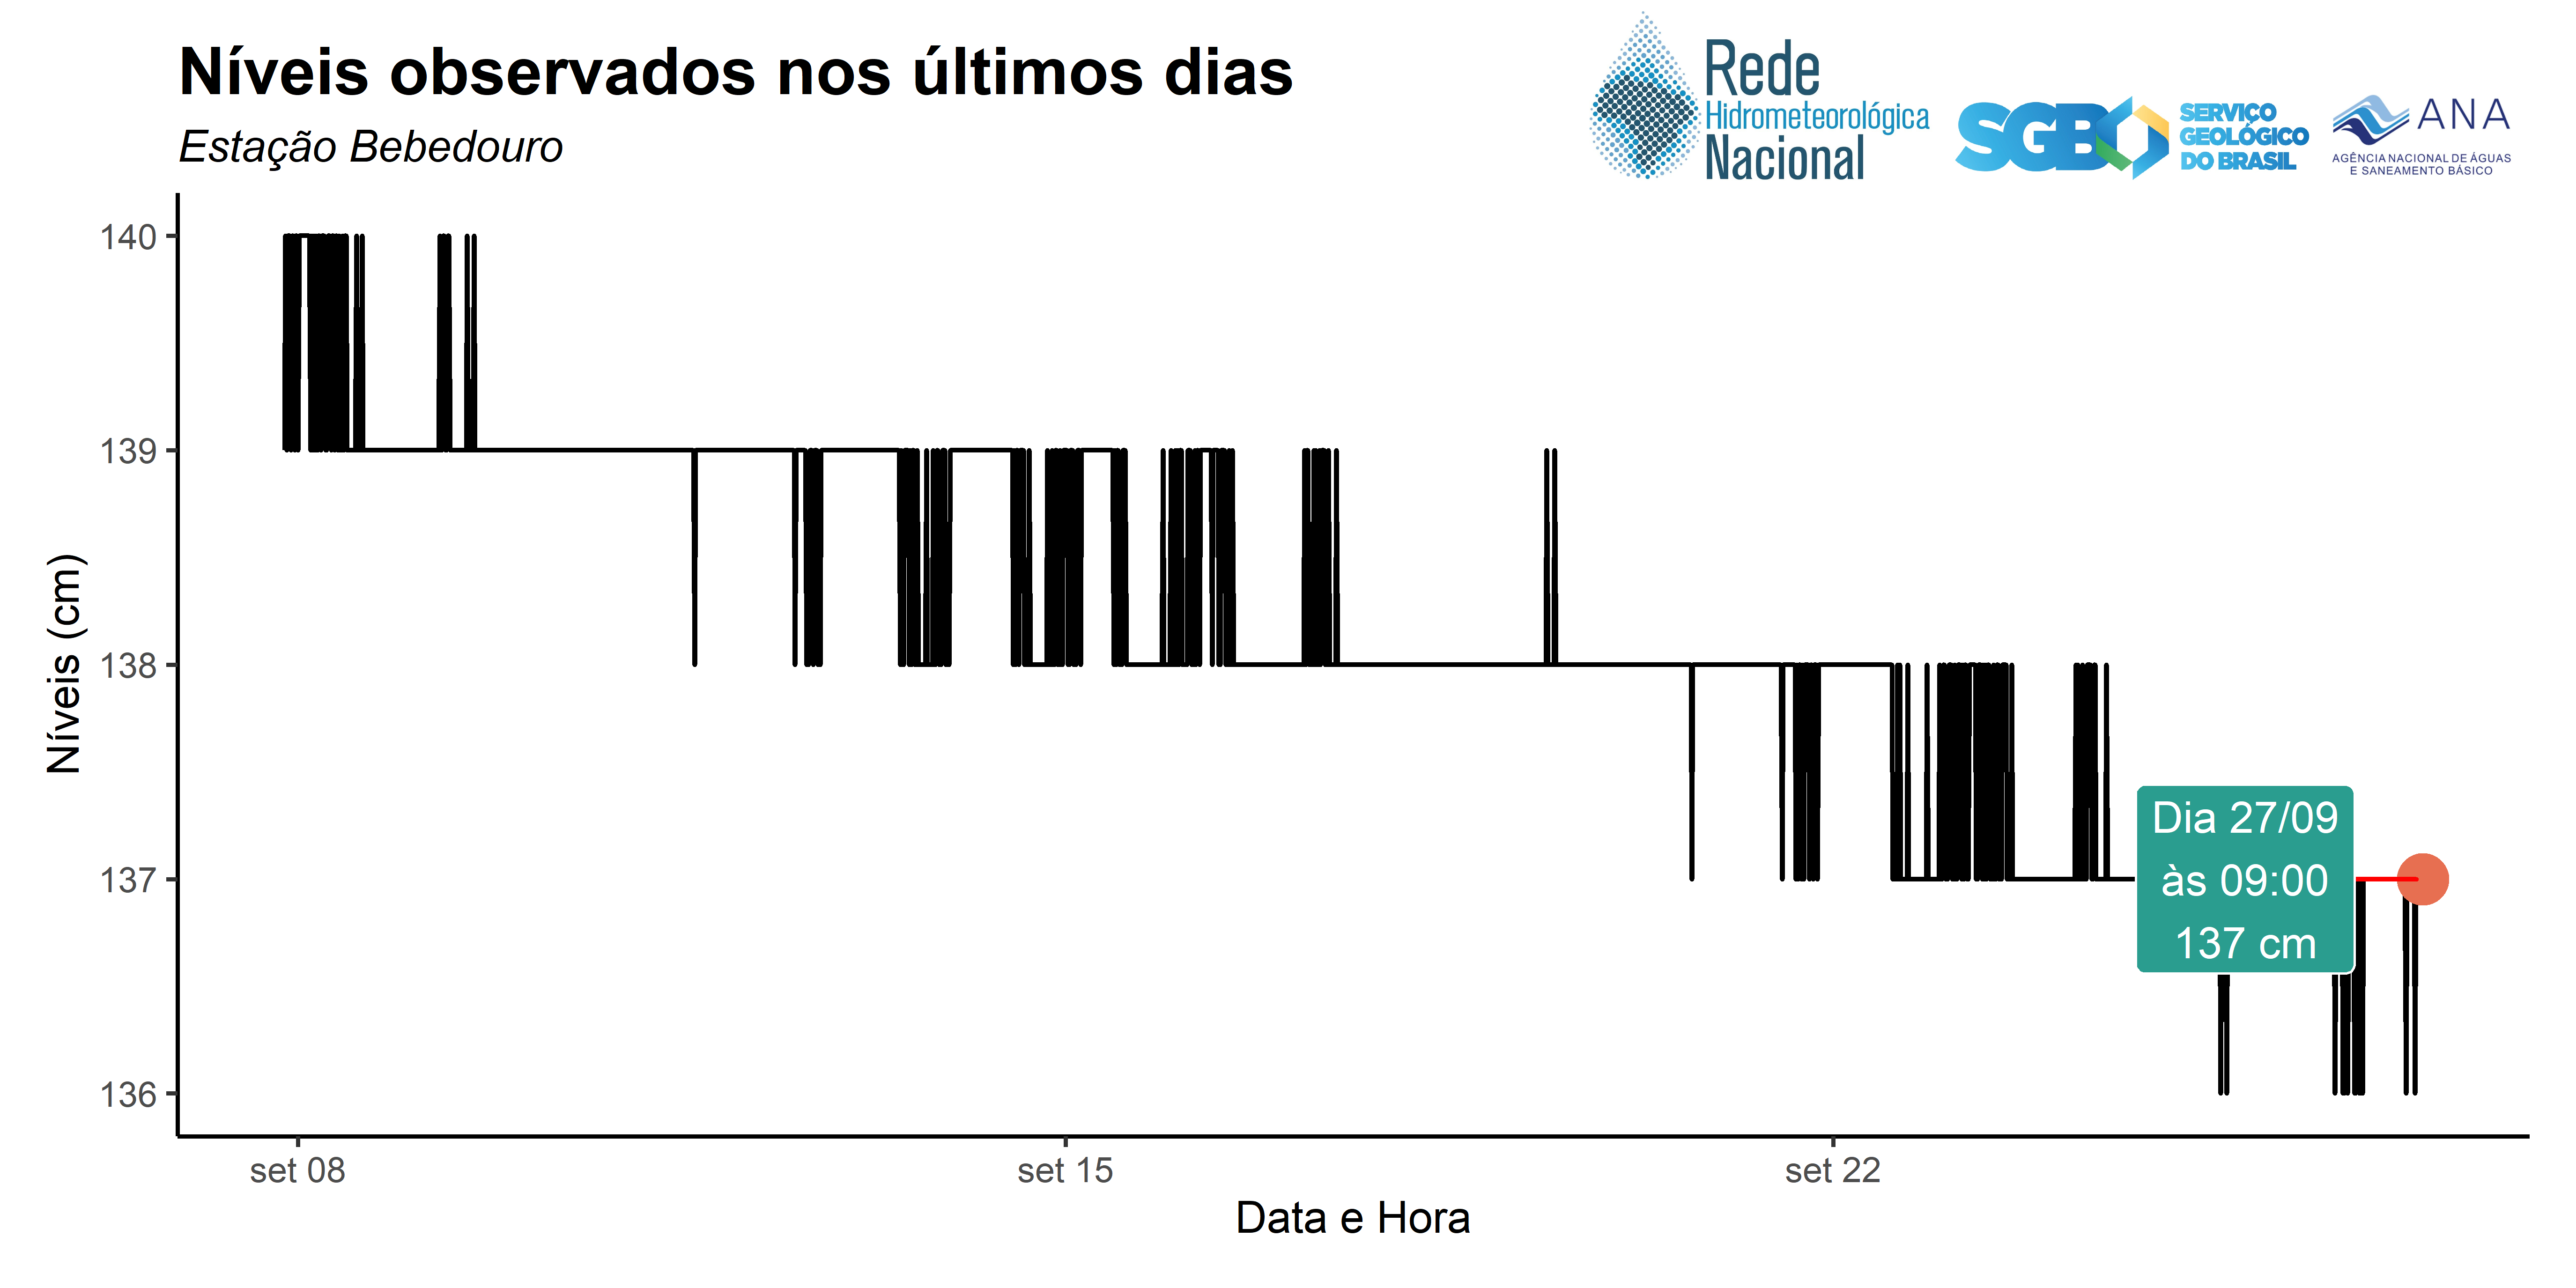 Níveis observados nos últimos dias
Estação Bebedouro
Rede
Hidrometeorológica
Nacional
SGB
SERVIÇO
GEOLÓGICO
DO BRASIL
ANA
AGÊNCIA NACIONAL DE ÁGUAS
E SANEAMENTO BÁSICO
Níveis (cm)
140
139
138
137
136
Dia 27/09
às 09:00
137 cm
set 08
set 15
set 22
Data e Hora